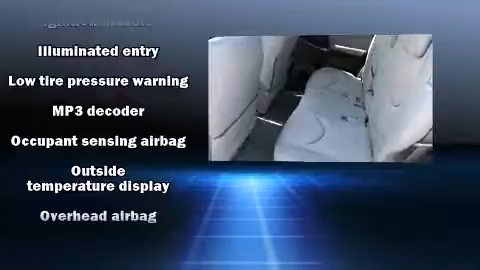 Illuminated entry
Low tire pressure warning
MP3 decoder
Occupant sensing airbag
Outside
temperature display
Overhead airbag